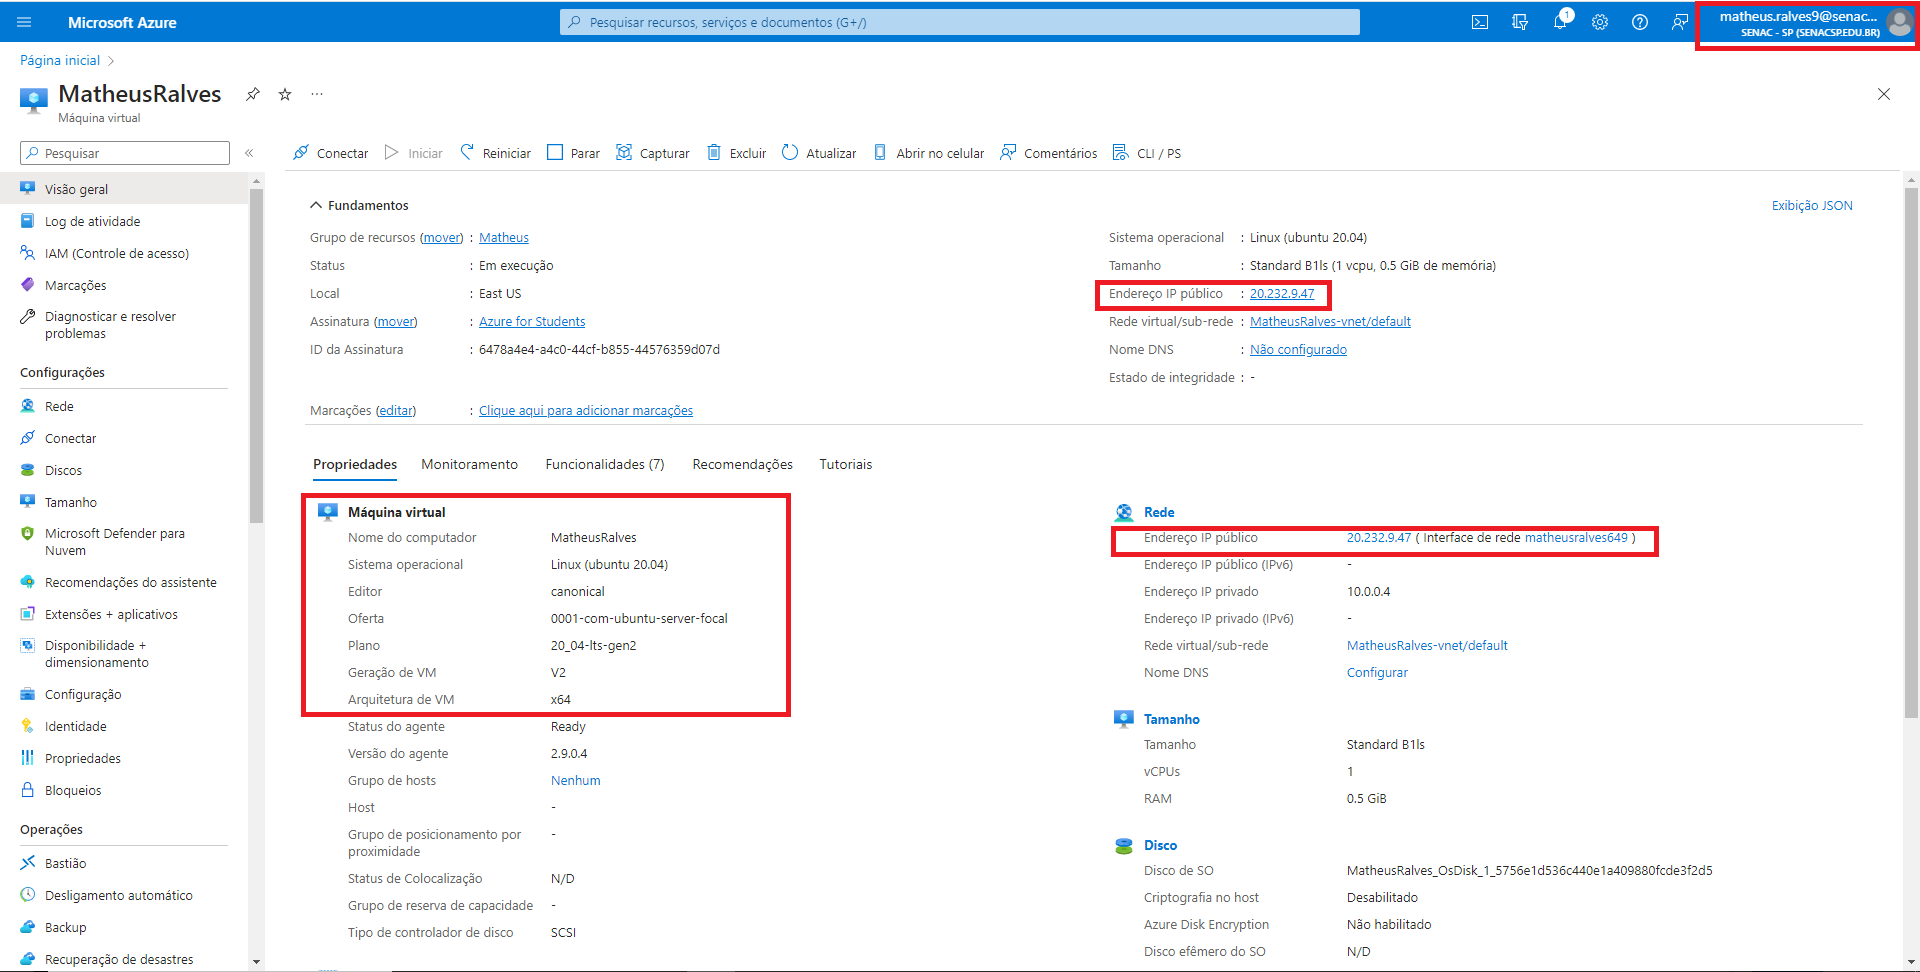 Microsoft Azure
Pesquisar recursos, serviços e documentos (G+/)
1
matheus.ralves9@senac...
SENAC - SP (SENACSP.EDU.BR)
Página inicial
MatheusRalves
Máquina virtual
Pesquisar
Conectar
Iniciar
Reiniciar
Parar
Capturar
Excluir
Atualizar
Abrir no celular
Comentários
CLI / PS
Visão geral
Log de atividade
IAM (Controle de acesso)
Marcações
Diagnosticar e resolver
problemas
Configurações
Rede
Conectar
Discos
Tamanho
Microsoft Defender para
Nuvem
Recomendações do assistente
Extensões + aplicativos
Disponibilidade +
dimensionamento
Configuração
Identidade
Propriedades
Bloqueios
Operações
Bastião
Desligamento automático
Backup
Recuperação de desastres
Fundamentos
Exibição JSON
Grupo de recursos (mover) : Matheus
Status : Em execução
Local : East US
Assinatura (mover) : Azure for Students
ID da Assinatura : 6478a4e4-a4c0-44cf-b855-44576359d07d
Sistema operacional : Linux (ubuntu 20.04)
Tamanho : Standard B1ls (1 vcpu, 0.5 GiB de memória)
Endereço IP público : 20.232.9.47
Rede virtual/sub-rede : MatheusRalves-vnet/default
Nome DNS : Não configurado
Estado de integridade : -
Marcações (editar) : Clique aqui para adicionar marcações
Propriedades
Monitoramento
Funcionalidades (7)
Recomendações
Tutoriais
Máquina virtual
Nome do computador MatheusRalves
Sistema operacional Linux (ubuntu 20.04)
Editor canonical
Oferta 0001-com-ubuntu-server-focal
Plano 20_04-lts-gen2
Geração de VM V2
Arquitetura de VM x64
Status do agente Ready
Versão do agente 2.9.0.4
Grupo de hosts Nenhum
Host -
Grupo de posicionamento por -
proximidade
Status de Colocalização N/D
Grupo de reserva de capacidade -
Tipo de controlador de disco SCSI
Rede
Endereço IP público 20.232.9.47 ( Interface de rede matheusralves649 )
Endereço IP público (IPv6) -
Endereço IP privado 10.0.0.4
Endereço IP privado (IPv6) -
Rede virtual/sub-rede MatheusRalves-vnet/default
Nome DNS Configurar
Tamanho
Tamanho Standard B1ls
vCPUs 1
RAM 0.5 GiB
Disco
Disco de SO MatheusRalves_OsDisk_1_5756e1d536c440e1a409880fcde3f2d5
Criptografia no host Desabilitado
Azure Disk Encryption Não habilitado
Disco efêmero do SO N/D